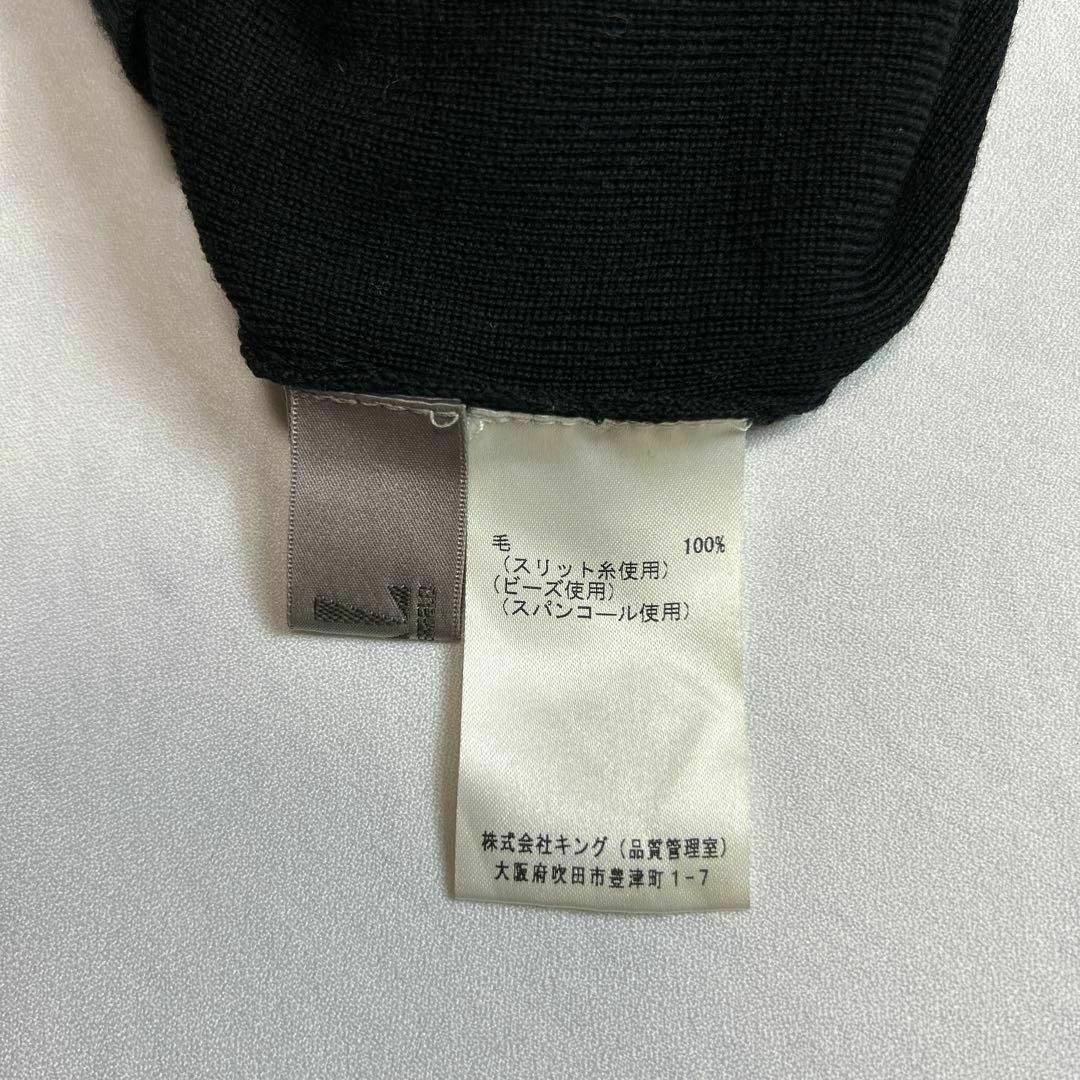 毛 100%
（スリット糸使用）
（ビーズ使用）
（スパンコール使用）
株式会社キング（品質管理室）
大阪府吹田市豊津町１−７